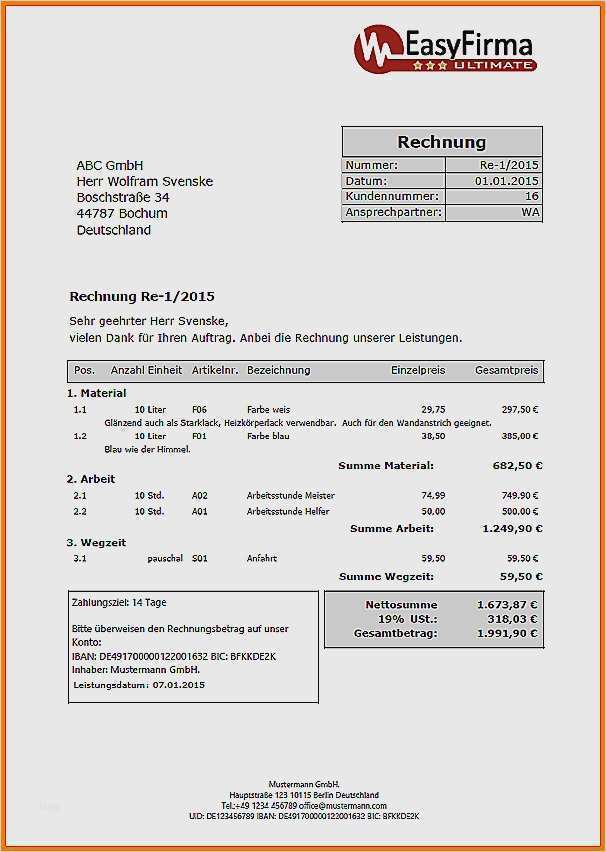 EasyFirma
ULTIMATE
Rechnung
Nummer: Re-1/2015
Datum: 01.01.2015
Kundennummer: 16
Ansprechpartner: WA
ABC GmbH
Herr Wolfram Svenske
Boschstraße 34
44787 Bochum
Deutschland
Rechnung Re-1/2015
Sehr geehrter Herr Svenske,
vielen Dank für Ihren Auftrag. Anbei die Rechnung unserer Leistungen.
Pos. Anzahl Einheit Artikelnr. Bezeichnung Einzelpreis Gesamtpreis
1. Material
1.1 10 Liter F06 Farbe weis 29,75 297,50 €
Glänzend auch als Starklack, Heizkörperlack verwendbar. Auch für den Wandanstrich geeignet.
1.2 10 Liter F01 Farbe blau 38,50 385,00 €
Blau wie der Himmel.
Summe Material: 682,50 €
2. Arbeit
2.1 10 Std. A02 Arbeitsstunde Meister 74,99 749,90 €
2.2 10 Std. A01 Arbeitsstunde Helfer 50,00 500,00 €
Summe Arbeit: 1.249,90 €
3. Wegzeit
3.1 pauschal S01 Anfahrt 59,50 59,50 €
Summe Wegzeit: 59,50 €
Zahlungsziel: 14 Tage
Bitte überweisen den Rechnungsbetrag auf unser
Konto:
IBAN: DE491700000122001632 BIC: BFKKDE2K
Inhaber: Mustermann GmbH.
Leistungsdatum: 07.01.2015
Nettosumme 1.673,87 €
19% USt.: 318,03 €
Gesamtbetrag: 1.991,90 €
Mustermann GmbH.
Hauptstraße 123 10115 Berlin Deutschland
Tel.:+49 1234 456789 office@mustermann.com
UID: DE123456789 IBAN: DE491700000122001632 BIC: BFKKDE2K